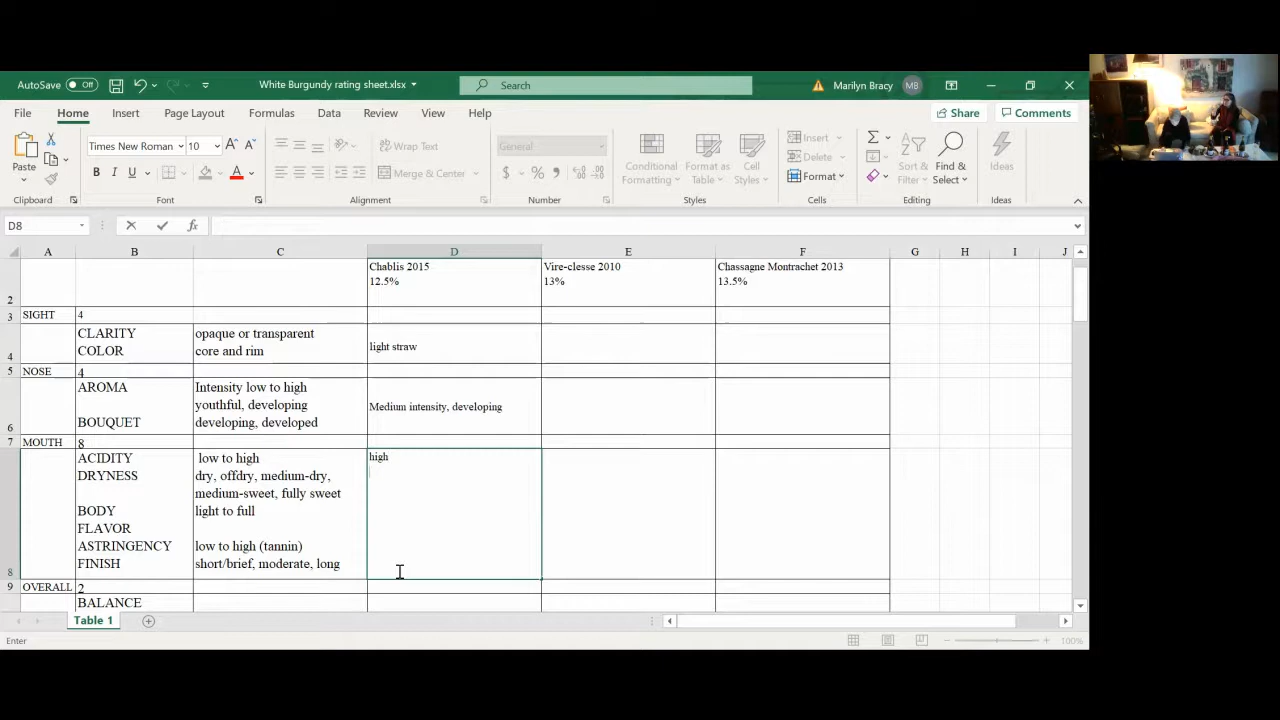 AutoSave Off White Burgundy rating sheet.xlsx Search Marilyn Bracy MB
File Home Insert Page Layout Formulas Data Review View Help Share Comments
Paste Times New Roman 10 Wrap Text General Conditional Format as Cell Insert Sort & Find & Ideas
B I U A Merge & Center $ % Formatting Table Styles Delete Format Filter Select
Clipboard Font Alignment Number Styles Cells Editing Ideas
D8 fx
A B C D E F G H I J
Chablis 2015 Vire-clesse 2010 Chassagne Montrachet 2013
2 12.5% 13% 13.5%
3 SIGHT 4
CLARITY opaque or transparent
4 COLOR core and rim light straw
5 NOSE 4
AROMA Intensity low to high
youthful, developing Medium intensity, developing
6 BOUQUET developing, developed
7 MOUTH 8
ACIDITY low to high high
DRYNESS dry, offdry, medium-dry,
medium-sweet, fully sweet
BODY light to full
FLAVOR
ASTRINGENCY low to high (tannin)
8 FINISH short/brief, moderate, long
9 OVERALL 2
BALANCE
Table 1
Enter 100%